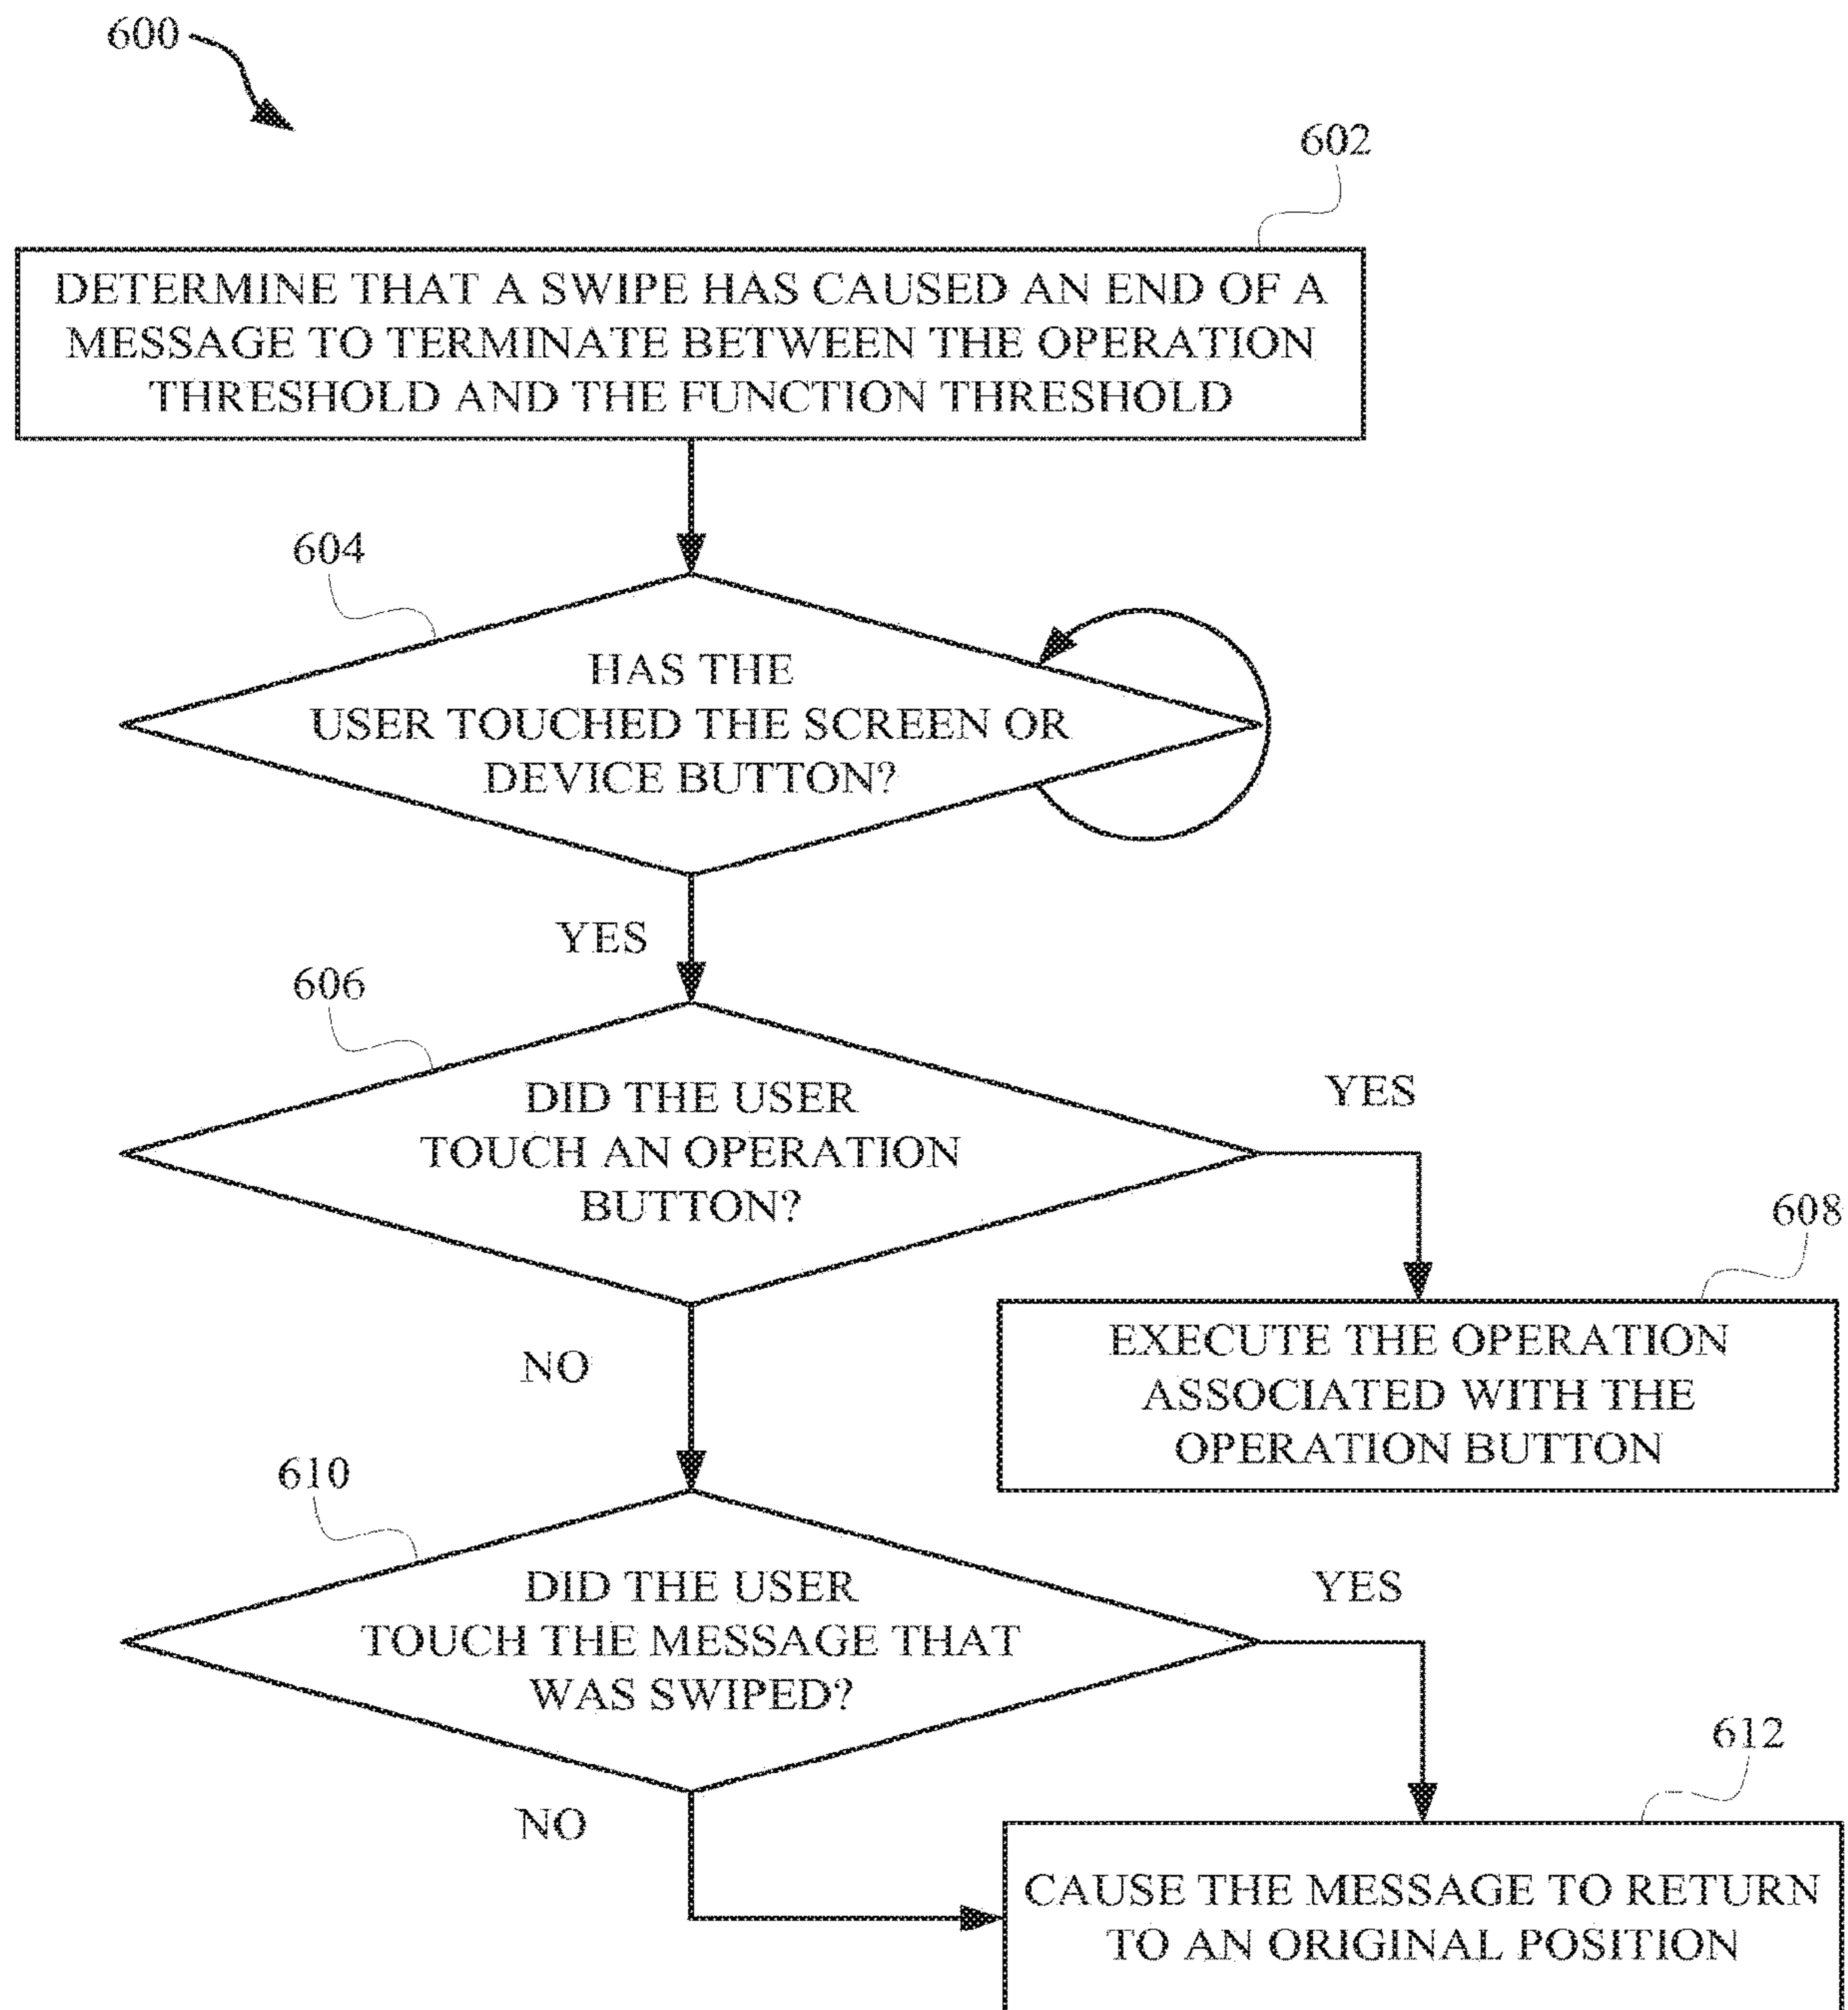 600
602
DETERMINE THAT A SWIPE HAS CAUSED AN END OF A
MESSAGE TO TERMINATE BETWEEN THE OPERATION
THRESHOLD AND THE FUNCTION THRESHOLD
604
HAS THE
USER TOUCHED THE SCREEN OR
DEVICE BUTTON?
YES
606
DID THE USER
TOUCH AN OPERATION
BUTTON?
YES
608
EXECUTE THE OPERATION
ASSOCIATED WITH THE
OPERATION BUTTON
NO
610
DID THE USER
TOUCH THE MESSAGE THAT
WAS SWIPED?
YES
612
NO
CAUSE THE MESSAGE TO RETURN
TO AN ORIGINAL POSITION